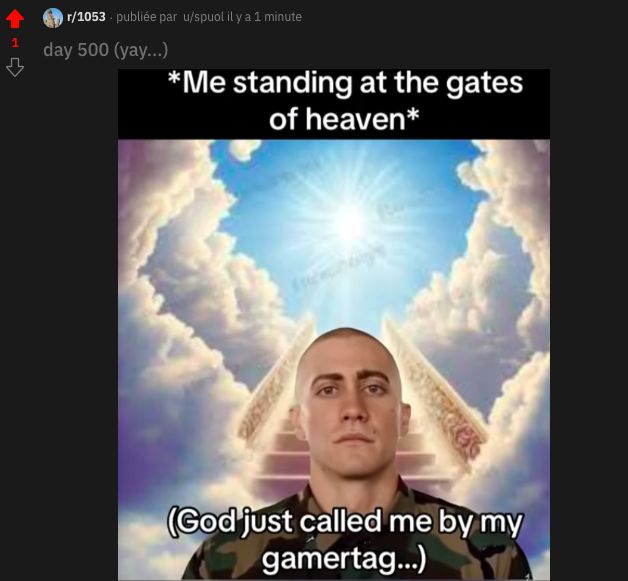 r/1053 · publiée par u/spuol il y a 1 minute
1
day 500 (yay...)
*Me standing at the gates
of heaven*
(God just called me by my
gamertag...)